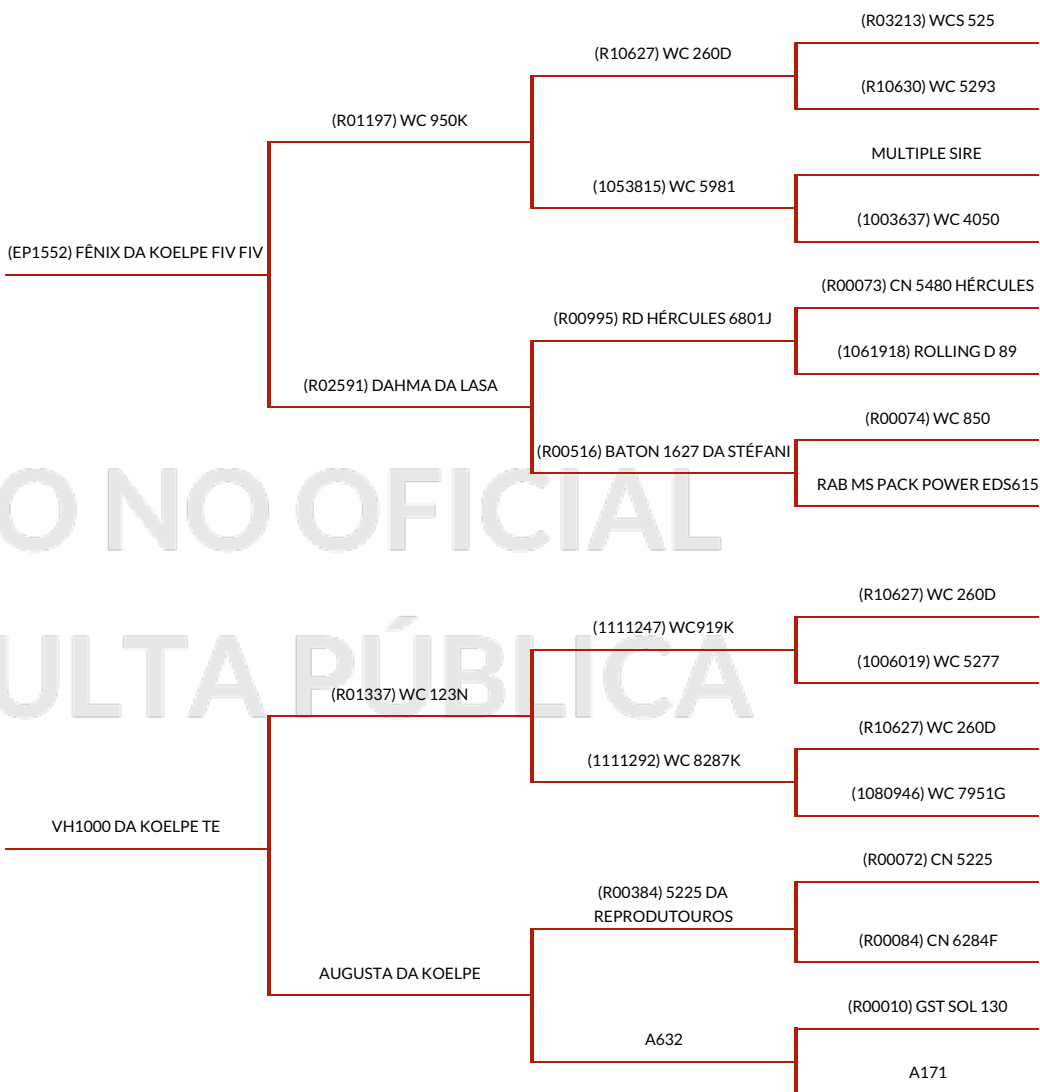 (R03213) WCS 525
(R10627) WC 260D
(R10630) WC 5293
(R01197) WC 950K
MULTIPLE SIRE
(1053815) WC 5981
(1003637) WC 4050
(EP1552) FÊNIX DA KOELPE FIV FIV
(R00073) CN 5480 HÉRCULES
(R00995) RD HÉRCULES 6801J
(1061918) ROLLING D 89
(R02591) DAHMA DA LASA
(R00074) WC 850
(R00516) BATON 1627 DA STÉFANI
RAB MS PACK POWER EDS615
O NO OFICIAL
(R10627) WC 260D
(1111247) WC919K
(1006019) WC 5277
ULTA PÚBLICA
(R01337) WC 123N
(R10627) WC 260D
(1111292) WC 8287K
(1080946) WC 7951G
VH1000 DA KOELPE TE
(R00072) CN 5225
(R00384) 5225 DA
REPRODUTOUROS
(R00084) CN 6284F
AUGUSTA DA KOELPE
(R00010) GST SOL 130
A632
A171